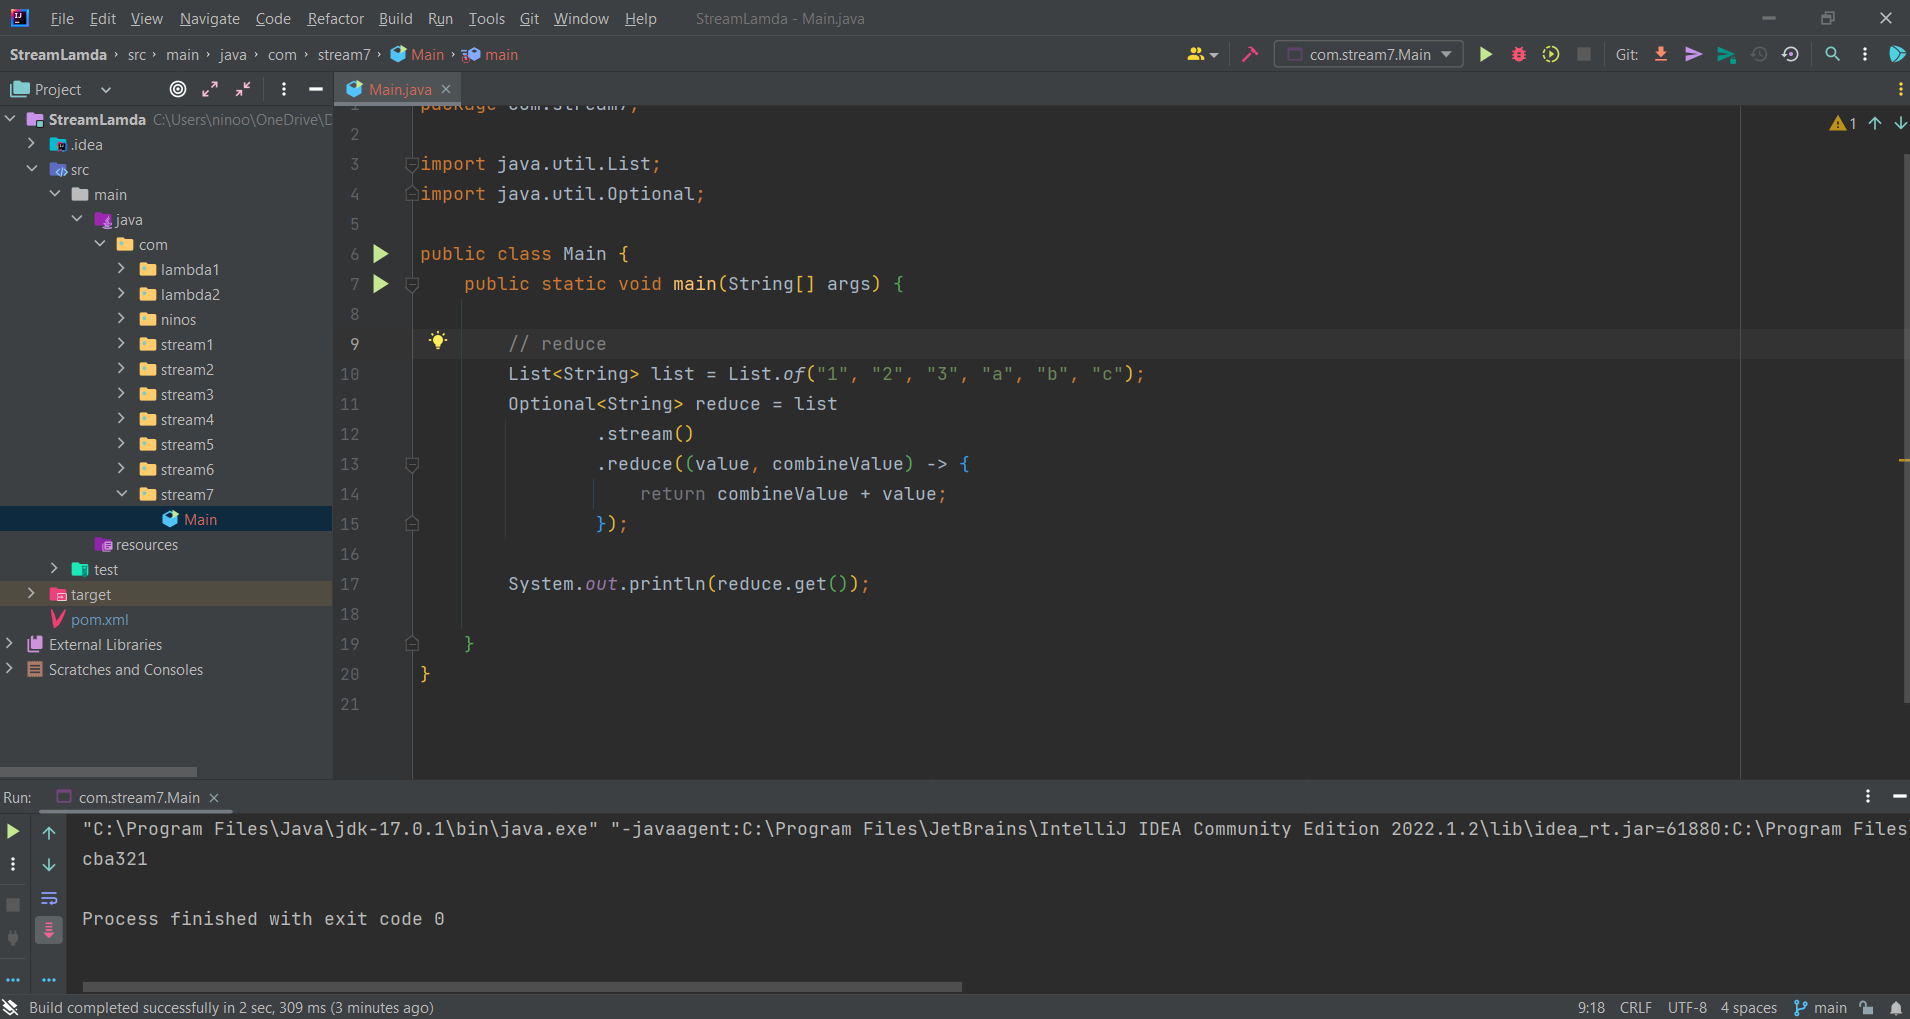 File Edit View Navigate Code Refactor Build Run Tools Git Window Help StreamLamda - Main.java
StreamLamda src main java com stream7 Main main com.stream7.Main Git:
Project Main.java
StreamLamda C:\Users\ninoo\OneDrive\D
.idea
src
main
java
com
lambda1
lambda2
ninos
stream1
stream2
stream3
stream4
stream5
stream6
stream7
Main
resources
test
target
pom.xml
External Libraries
Scratches and Consoles
1 package com.stream7;
2
3 import java.util.List;
4 import java.util.Optional;
5
6 public class Main {
7 public static void main(String[] args) {
8
9 // reduce
10 List<String> list = List.of("1", "2", "3", "a", "b", "c");
11 Optional<String> reduce = list
12 .stream()
13 .reduce((value, combineValue) -> {
14 return combineValue + value;
15 });
16
17 System.out.println(reduce.get());
18
19 }
20 }
21
1
Run: com.stream7.Main
"C:\Program Files\Java\jdk-17.0.1\bin\java.exe" "-javaagent:C:\Program Files\JetBrains\IntelliJ IDEA Community Edition 2022.1.2\lib\idea_rt.jar=61880:C:\Program Files
cba321
Process finished with exit code 0
Build completed successfully in 2 sec, 309 ms (3 minutes ago) 9:18 CRLF UTF-8 4 spaces main